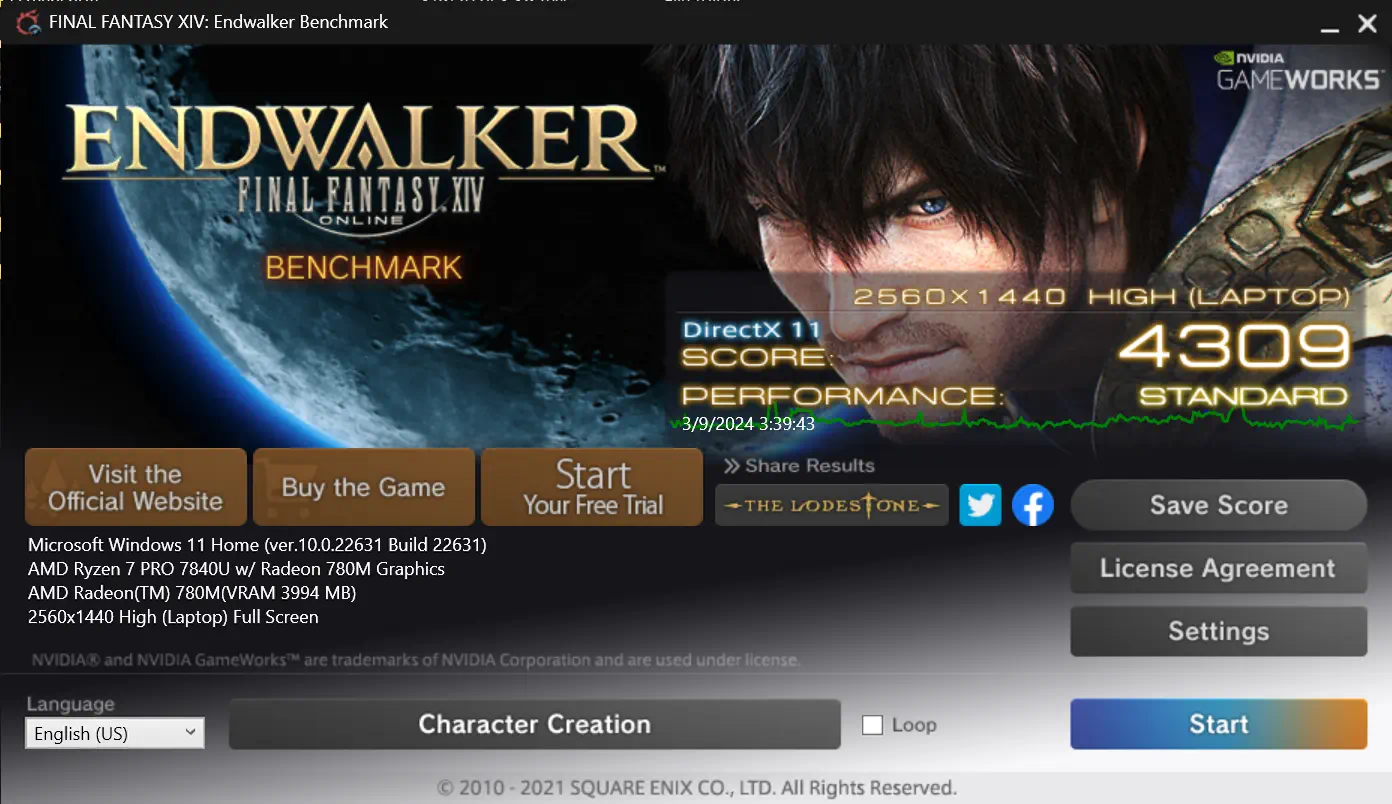 FINAL FANTASY XIV: Endwalker Benchmark
NVIDIA
GAMEWORKS
ENDWALKER™
FINAL FANTASY XIV
ONLINE
BENCHMARK
2560X1440 HIGH (LAPTOP)
DirectX 11
SCORE: 4309
PERFORMANCE: STANDARD
3/9/2024 3:39:43
Visit the
Official Website
Buy the Game
Start
Your Free Trial
Share Results
THE LODESTONE
Save Score
Microsoft Windows 11 Home (ver.10.0.22631 Build 22631)
AMD Ryzen 7 PRO 7840U w/ Radeon 780M Graphics
AMD Radeon(TM) 780M(VRAM 3994 MB)
2560x1440 High (Laptop) Full Screen
License Agreement
Settings
NVIDIA® and NVIDIA GameWorks™ are trademarks of NVIDIA Corporation and are used under license.
Language
English (US)
Character Creation
Loop
Start
© 2010 - 2021 SQUARE ENIX CO., LTD. All Rights Reserved.